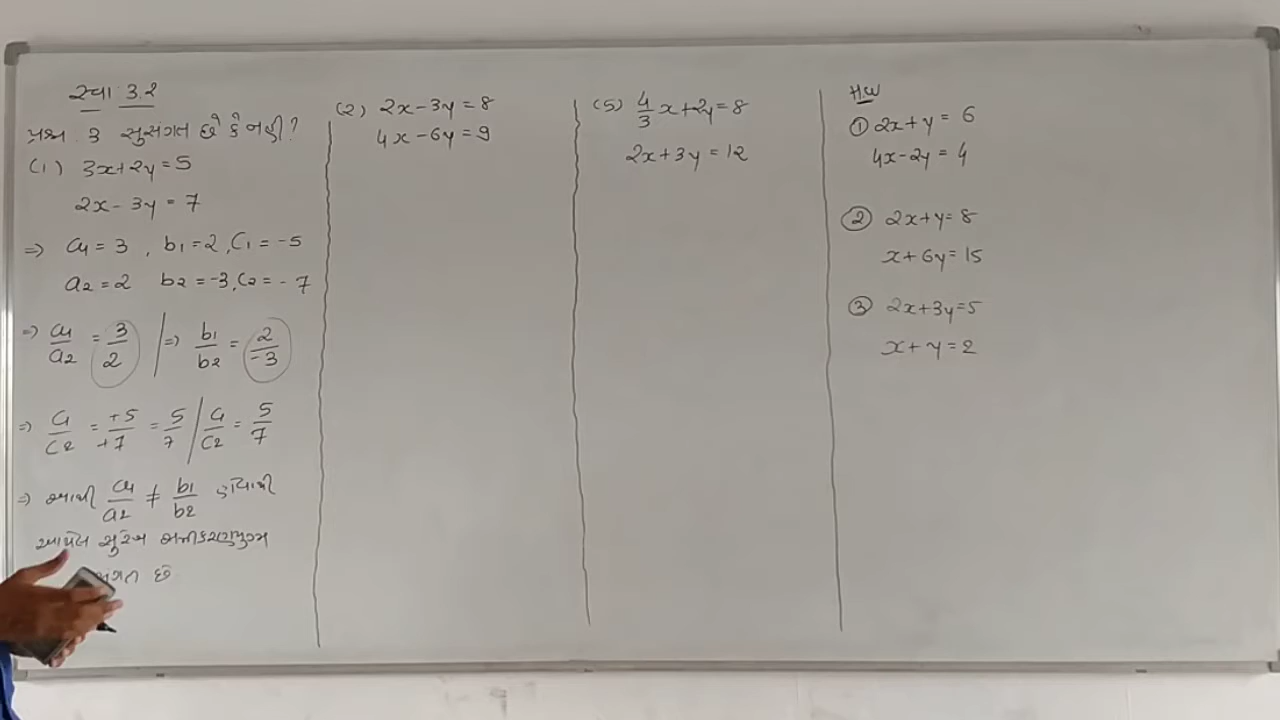 સ્વા. 3.2
પ્રશ્ન . 3 સુસંગત છે કે નહી ?
(1) 3x+2y=5
2x-3y=7
=> a₁=3 , b₁=2, C₁=-5
a₂=2 b₂=-3, C₂=-7
=> a₁/a₂ = 3/2 | => b₁/b₂ = 2/-3
=> C₁/C₂ = +5/+7 = 5/7 / C₁/C₂ = 5/7
=> આથી a₁/a₂ ≠ b₁/b₂ હોવાથી
આપેલ સુરેખ સમીકરણયુગ્મ
સંગત છે
(2) 2x-3y=8
4x-6y=9
(5) 4/3 x+2y=8
2x+3y=12
H.W
① 2x+y=6
4x-2y=4
② 2x+y=8
x+6y=15
③ 2x+3y=5
x+y=2